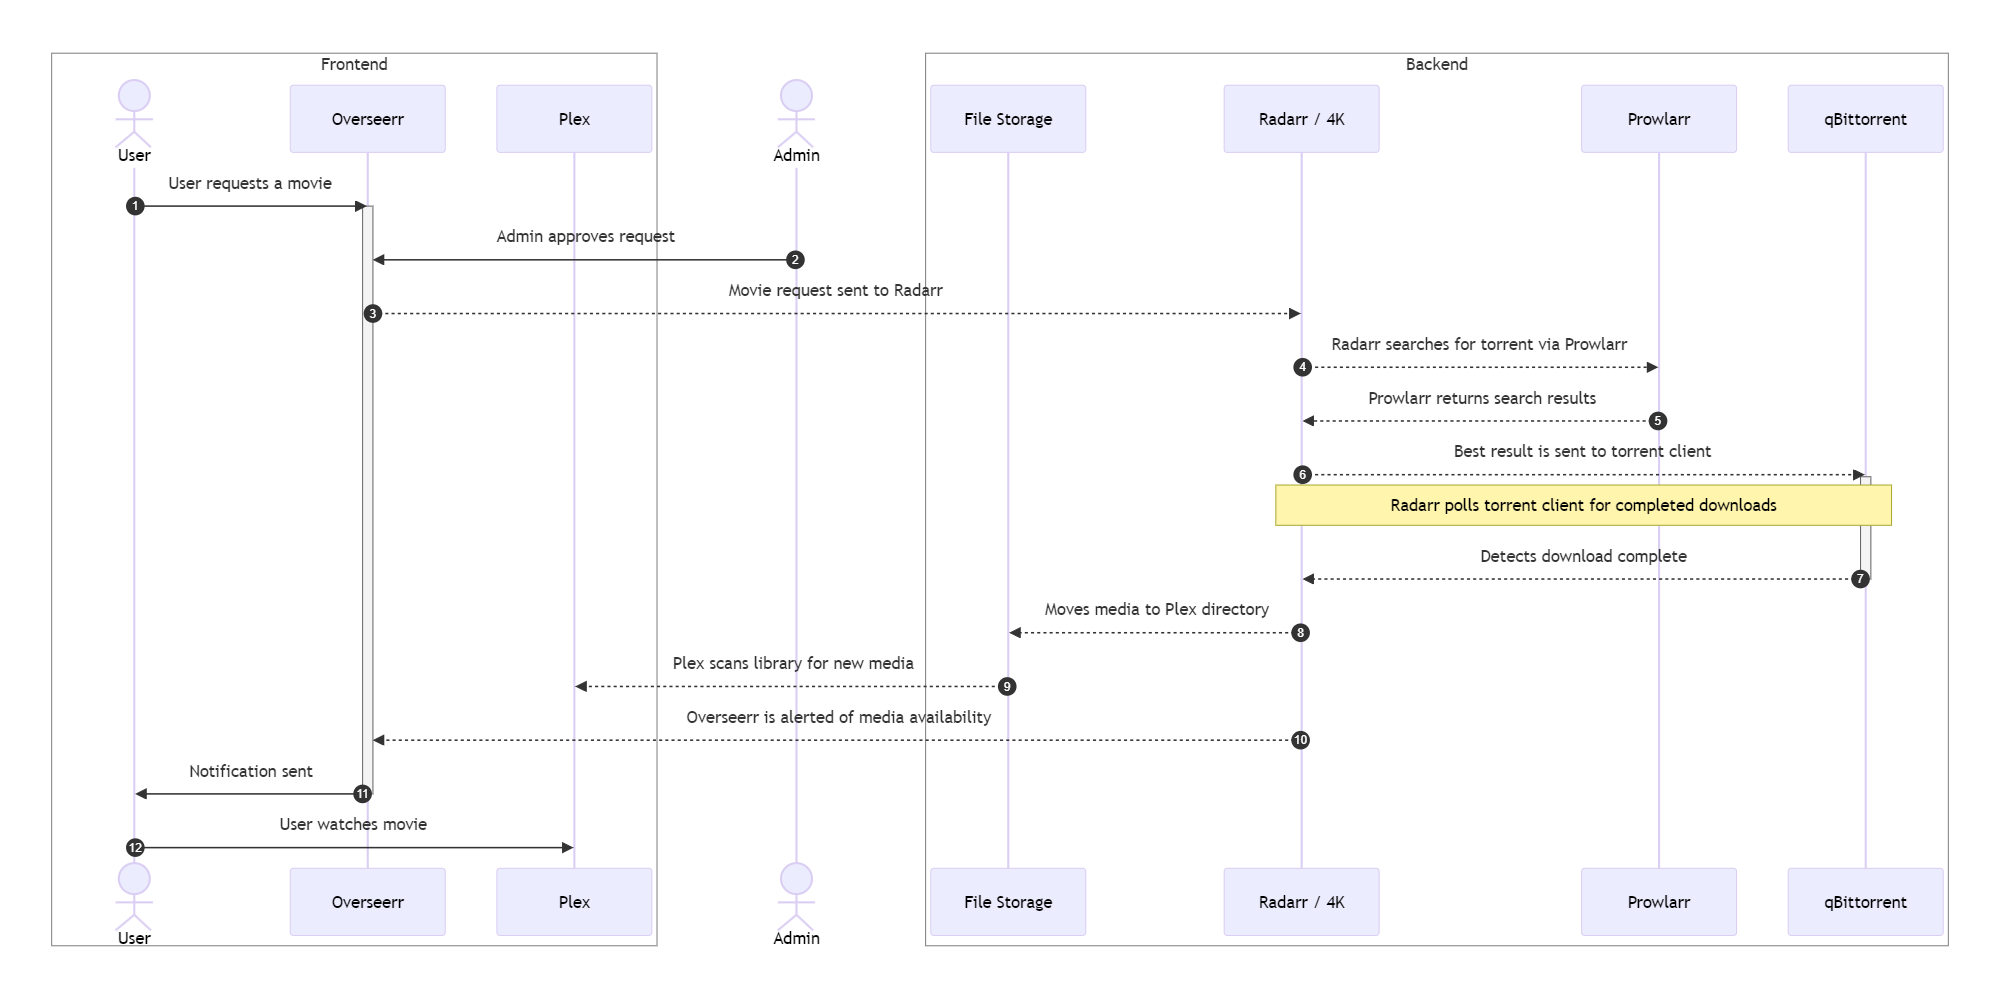 Frontend
Backend
User
Overseerr
Plex
Admin
File Storage
Radarr / 4K
Prowlarr
qBittorrent
User requests a movie
1
Admin approves request
2
Movie request sent to Radarr
3
Radarr searches for torrent via Prowlarr
4
Prowlarr returns search results
5
Best result is sent to torrent client
6
Radarr polls torrent client for completed downloads
Detects download complete
7
Moves media to Plex directory
8
Plex scans library for new media
9
Overseerr is alerted of media availability
10
Notification sent
11
User watches movie
12
User
Overseerr
Plex
Admin
File Storage
Radarr / 4K
Prowlarr
qBittorrent